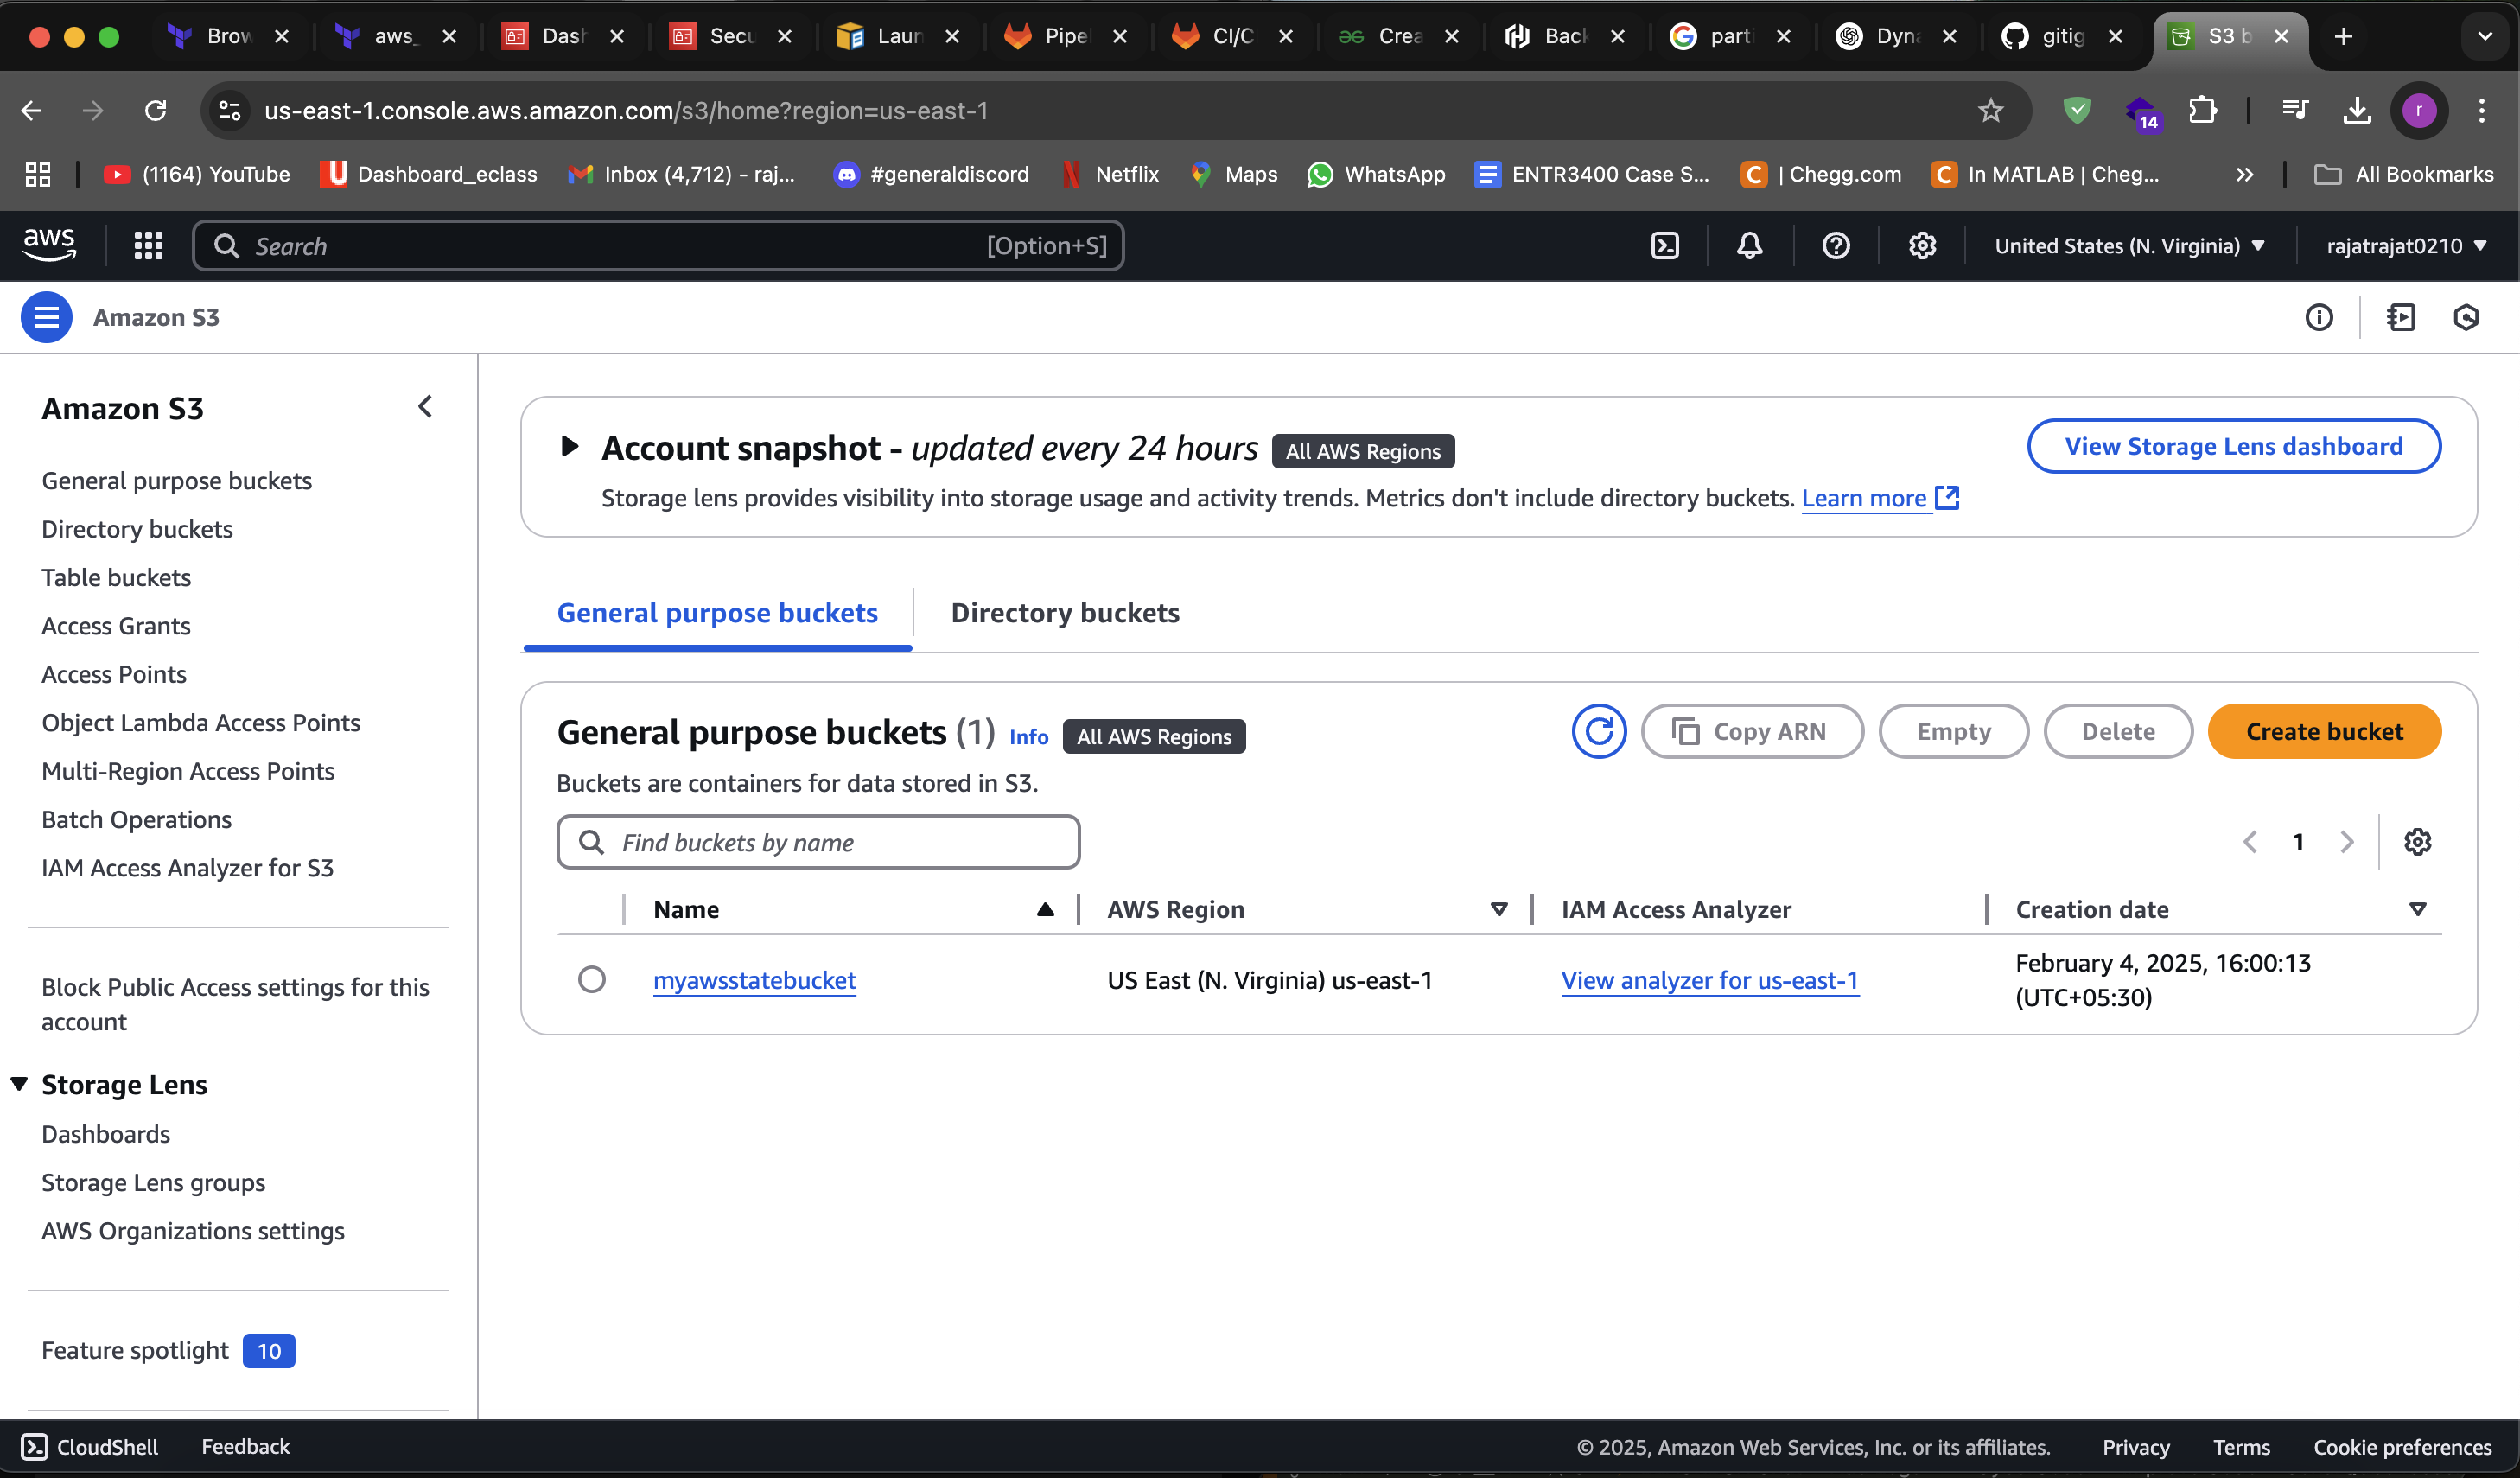 Brow
aws_
Dash
Secu
Laun
Pipel
CI/C
Crea
Back
parti
Dyna
gitig
S3 b
us-east-1.console.aws.amazon.com/s3/home?region=us-east-1
14
r
(1164) YouTube
Dashboard_eclass
Inbox (4,712) - raj...
#generaldiscord
Netflix
Maps
WhatsApp
ENTR3400 Case S...
| Chegg.com
In MATLAB | Cheg...
All Bookmarks
aws
Search
[Option+S]
United States (N. Virginia)
rajatrajat0210
Amazon S3
Amazon S3
General purpose buckets
Directory buckets
Table buckets
Access Grants
Access Points
Object Lambda Access Points
Multi-Region Access Points
Batch Operations
IAM Access Analyzer for S3
Block Public Access settings for this
account
Storage Lens
Dashboards
Storage Lens groups
AWS Organizations settings
Feature spotlight 10
Account snapshot - updated every 24 hours All AWS Regions
View Storage Lens dashboard
Storage lens provides visibility into storage usage and activity trends. Metrics don't include directory buckets. Learn more
General purpose buckets
Directory buckets
General purpose buckets (1) Info All AWS Regions
Copy ARN
Empty
Delete
Create bucket
Buckets are containers for data stored in S3.
Find buckets by name
1
Name
AWS Region
IAM Access Analyzer
Creation date
myawsstatebucket
US East (N. Virginia) us-east-1
View analyzer for us-east-1
February 4, 2025, 16:00:13
(UTC+05:30)
CloudShell
Feedback
© 2025, Amazon Web Services, Inc. or its affiliates.
Privacy
Terms
Cookie preferences